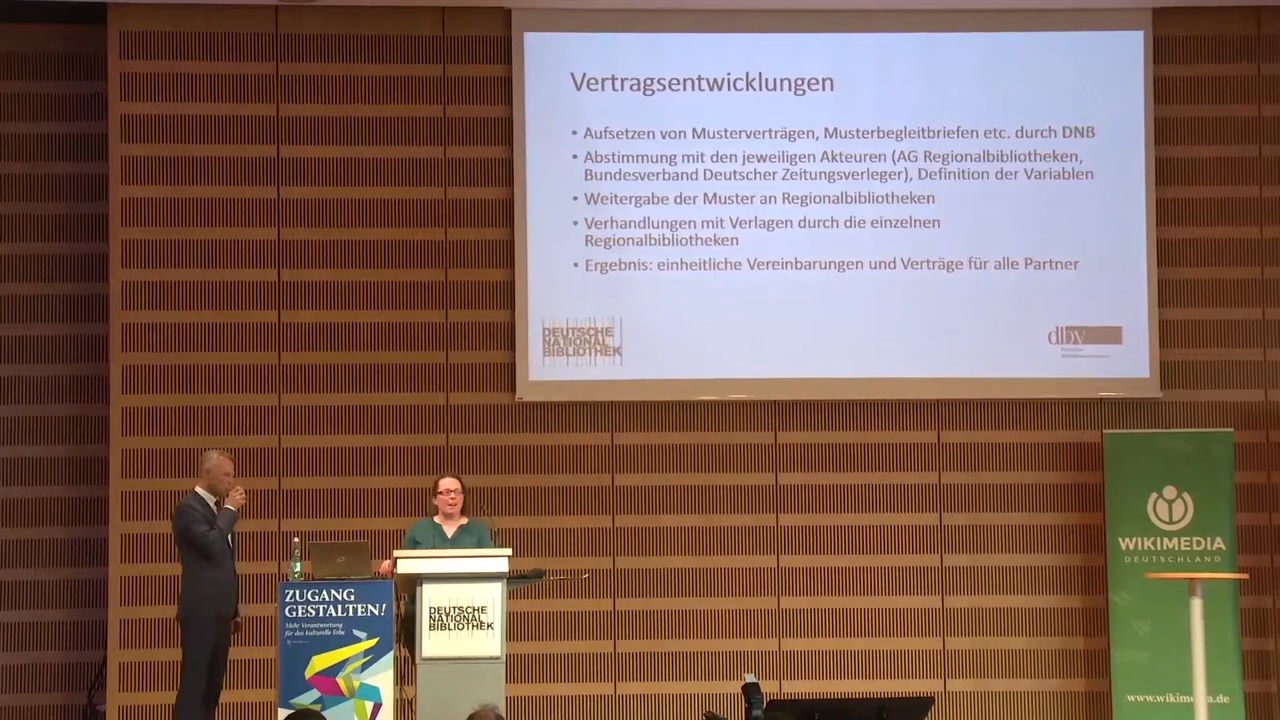 Vertragsentwicklungen
• Aufsetzen von Musterverträgen, Musterbegleitbriefen etc. durch DNB
• Abstimmung mit den jeweiligen Akteuren (AG Regionalbibliotheken,
Bundesverband Deutscher Zeitungsverleger), Definition der Variablen
• Weitergabe der Muster an Regionalbibliotheken
• Verhandlungen mit Verlagen durch die einzelnen
Regionalbibliotheken
• Ergebnis: einheitliche Vereinbarungen und Verträge für alle Partner
DEUTSCHE
NATIONAL
BIBLIOTHEK
dbv
ZUGANG
GESTALTEN!
Mehr Verantwortung
für das kulturelle Erbe
DEUTSCHE
NATIONAL
BIBLIOTHEK
WIKIMEDIA
DEUTSCHLAND
www.wikimedia.de